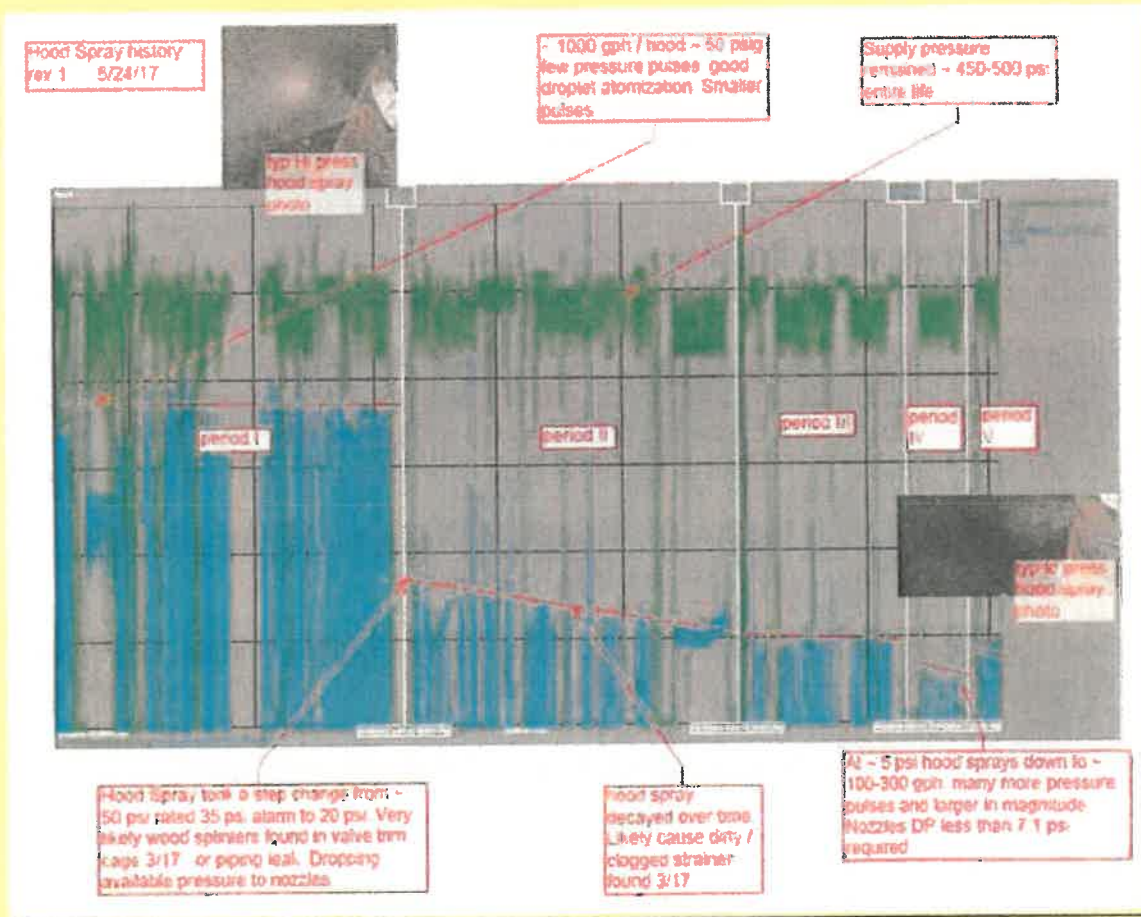 Hood Spray history
rev 1 5/24/17
~ 1000 gph / hood ~ 50 psig
few pressure pulses good
droplet atomization Smaller
pulses
Supply pressure
remained ~ 450-500 psi
entire life
typ Hi press
hood spray
photo
period I
period II
period III
period
IV
period
V
typ lo press
hood spray
photo
Hood Spray took a step change from ~
50 psi rated 35 psi alarm to 20 psi. Very
likely wood splinters found in valve trim
cage 3/17 or piping leak. Dropping
available pressure to nozzles
hood spray
decayed over time
Likely cause dirty /
clogged strainer
found 3/17
At ~ 5 psi hood sprays down to ~
100-300 gph many more pressure
pulses and larger in magnitude
Nozzles DP less than 7.1 psi
required